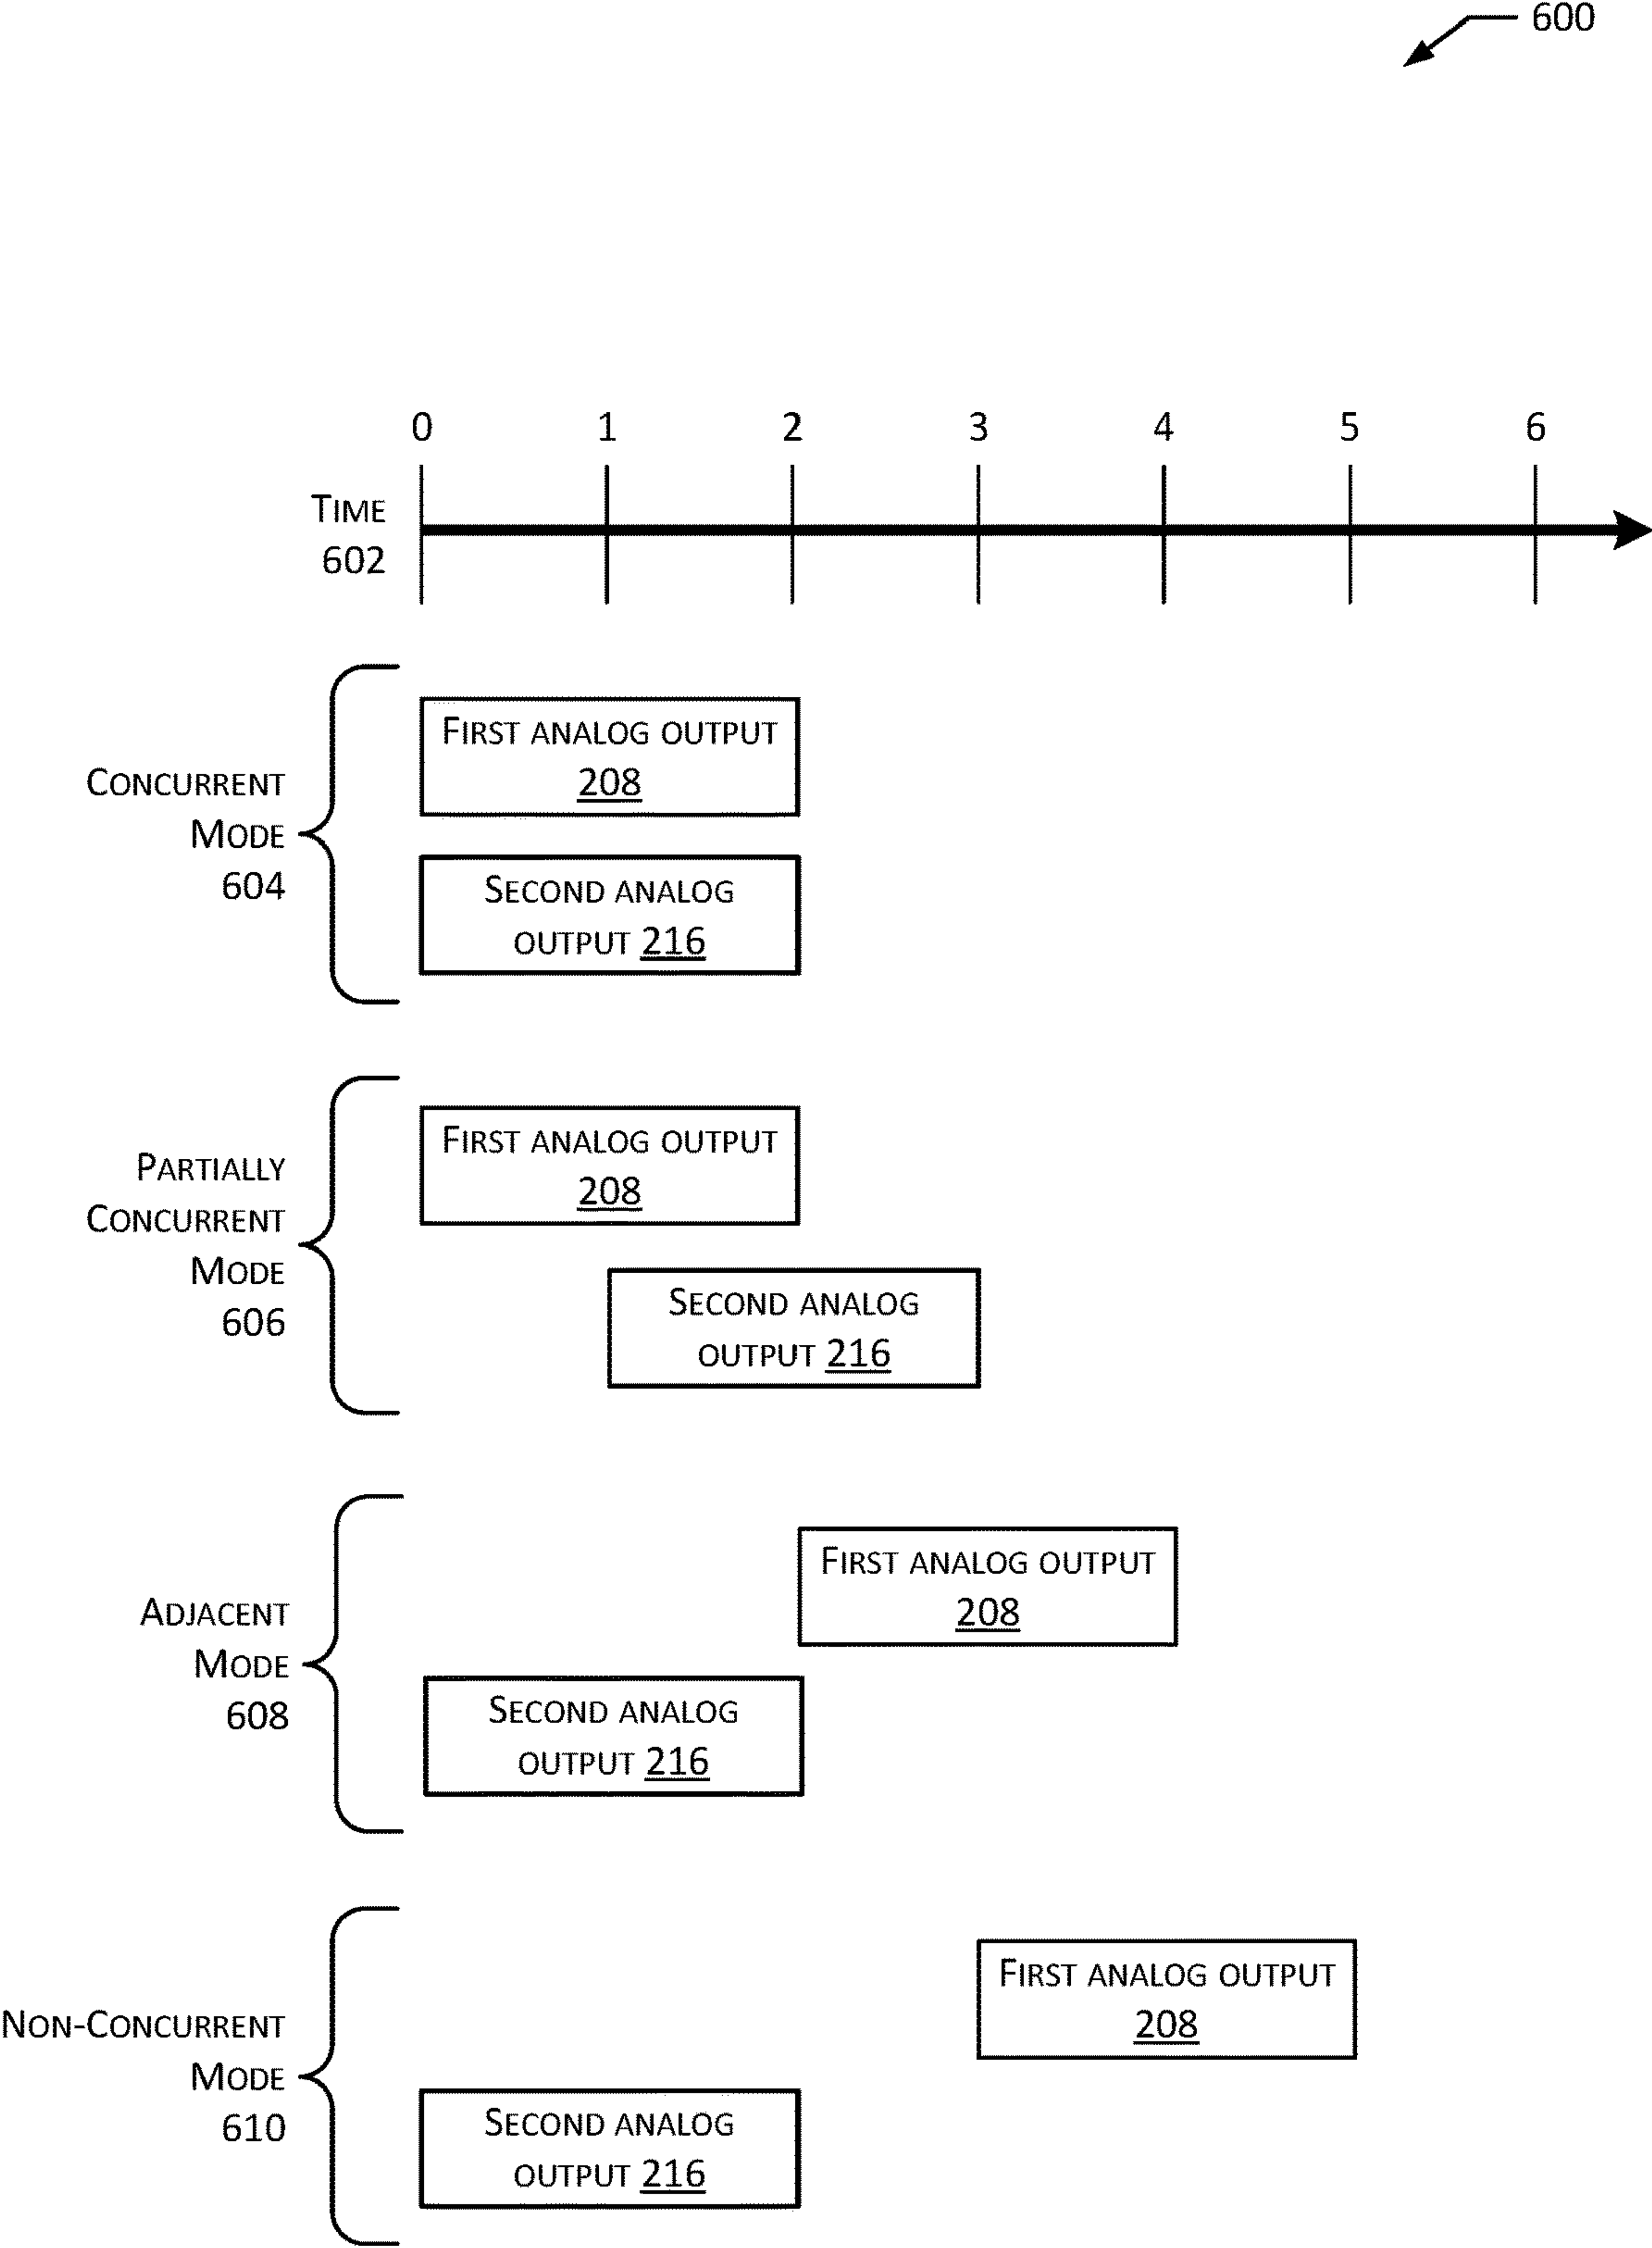 600
0 1 2 3 4 5 6
TIME
602
CONCURRENT
MODE
604
FIRST ANALOG OUTPUT
208
SECOND ANALOG
OUTPUT 216
PARTIALLY
CONCURRENT
MODE
606
FIRST ANALOG OUTPUT
208
SECOND ANALOG
OUTPUT 216
ADJACENT
MODE
608
FIRST ANALOG OUTPUT
208
SECOND ANALOG
OUTPUT 216
NON-CONCURRENT
MODE
610
FIRST ANALOG OUTPUT
208
SECOND ANALOG
OUTPUT 216